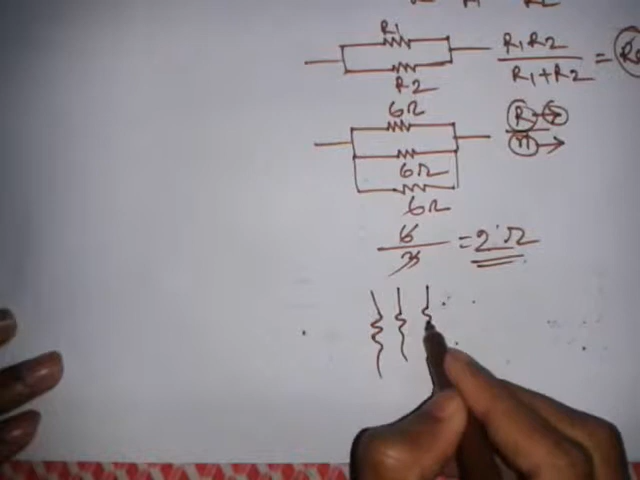 R1
R1R2 / R1+R2 =
R2
6Ω
R → / n →
6Ω
6Ω
6 / 3 = 2Ω